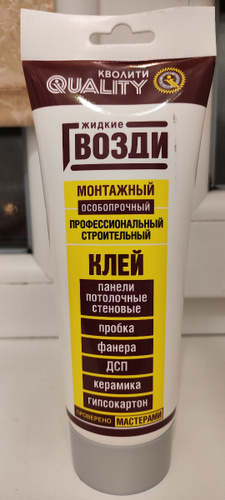 КВОЛИТИ
QUALITY
ЖИДКИЕ
ГВОЗДИ
МОНТАЖНЫЙ
ОСОБОПРОЧНЫЙ
ПРОФЕССИОНАЛЬНЫЙ
СТРОИТЕЛЬНЫЙ
КЛЕЙ
панели
потолочные
стеновые
пробка
фанера
ДСП
керамика
гипсокартон
ПРОВЕРЕНО МАСТЕРАМИ